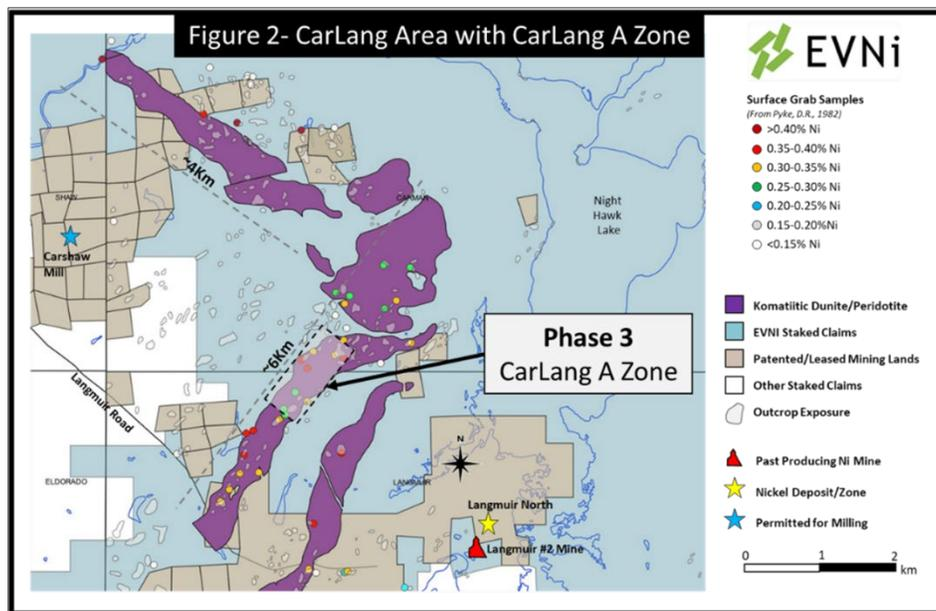 Figure 2- CarLang Area with CarLang A Zone
EVNi
Surface Grab Samples
(From Pyke, D.R., 1982)
>0.40% Ni
0.35-0.40% Ni
0.30-0.35% Ni
0.25-0.30% Ni
0.20-0.25% Ni
0.15-0.20%Ni
<0.15% Ni
~4Km
SHAW
CARMAN
Night
Hawk
Lake
Carshaw
Mill
Komatiitic Dunite/Peridotite
EVNI Staked Claims
Patented/Leased Mining Lands
Other Staked Claims
Outcrop Exposure
Phase 3
CarLang A Zone
~6Km
Langmuir Road
N
ELDORADO
LANGMUIR
Langmuir North
Langmuir #2 Mine
Past Producing Ni Mine
Nickel Deposit/Zone
Permitted for Milling
0 1 2
km